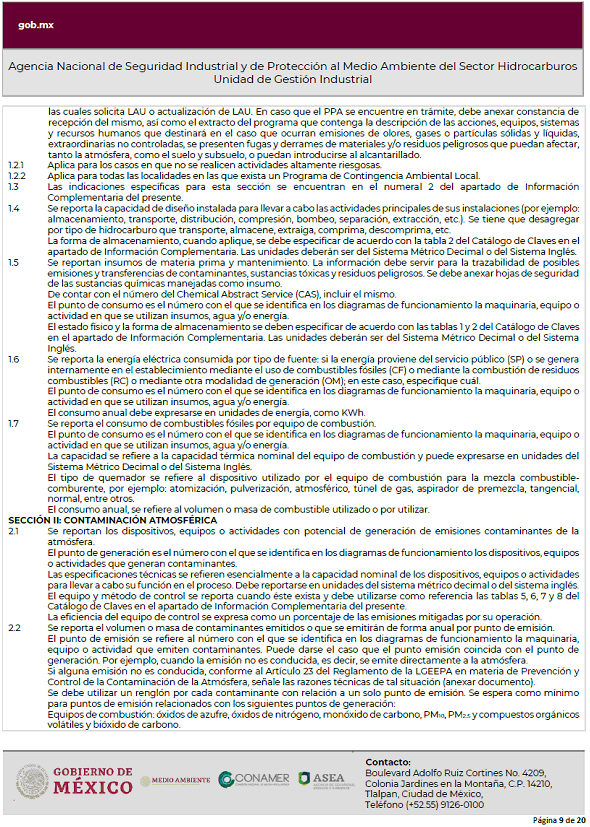 gob.mx
Agencia Nacional de Seguridad Industrial y de Protección al Medio Ambiente del Sector Hidrocarburos
Unidad de Gestión Industrial
las cuales solicita LAU o actualización de LAU. En caso que el PPA se encuentre en trámite, debe anexar constancia de
recepción del mismo, así como el extracto del programa que contenga la descripción de las acciones, equipos, sistemas
y recursos humanos que destinará en el caso que ocurran emisiones de olores, gases o partículas sólidas y líquidas,
extraordinarias no controladas, se presenten fugas y derrames de materiales y/o residuos peligrosos que puedan afectar,
tanto la atmósfera, como el suelo y subsuelo, o puedan introducirse al alcantarillado.
1.2.1 Aplica para los casos en que no se realicen actividades altamente riesgosas.
1.2.2 Aplica para todas las localidades en las que exista un Programa de Contingencia Ambiental Local.
1.3 Las indicaciones específicas para esta sección se encuentran en el numeral 2 del apartado de Información
Complementaria del presente.
1.4 Se reporta la capacidad de diseño instalada para llevar a cabo las actividades principales de sus instalaciones (por ejemplo:
almacenamiento, transporte, distribución, compresión, bombeo, separación, extracción, etc.). Se tiene que desagregar
por tipo de hidrocarburo que transporte, almacene, extraiga, comprima, descomprima, etc.
La forma de almacenamiento, cuando aplique, se debe especificar de acuerdo con la tabla 2 del Catálogo de Claves en el
apartado de Información Complementaria. Las unidades deberán ser del Sistema Métrico Decimal o del Sistema Inglés.
1.5 Se reportan insumos de materia prima y mantenimiento. La información debe servir para la trazabilidad de posibles
emisiones y transferencias de contaminantes, sustancias tóxicas y residuos peligrosos. Se debe anexar hojas de seguridad
de las sustancias químicas manejadas como insumo.
De contar con el número del Chemical Abstract Service (CAS), incluir el mismo.
El punto de consumo es el número con el que se identifica en los diagramas de funcionamiento la maquinaria, equipo o
actividad en que se utilizan insumos, agua y/o energía.
El estado físico y la forma de almacenamiento se deben especificar de acuerdo con las tablas 1 y 2 del Catálogo de Claves
en el apartado de Información Complementaria. Las unidades deberán ser del Sistema Métrico Decimal o del Sistema
Inglés.
1.6 Se reporta la energía eléctrica consumida por tipo de fuente: si la energía proviene del servicio público (SP) o se genera
internamente en el establecimiento mediante el uso de combustibles fósiles (CF) o mediante la combustión de residuos
combustibles (RC) o mediante otra modalidad de generación (OM); en este caso, especifique cuál.
El punto de consumo es el número con el que se identifica en los diagramas de funcionamiento la maquinaria, equipo o
actividad en que se utilizan insumos, agua y/o energía.
El consumo anual debe expresarse en unidades de energía, como KWh.
1.7 Se reporta el consumo de combustibles fósiles por equipo de combustión.
El punto de consumo es el número con el que se identifica en los diagramas de funcionamiento la maquinaria, equipo o
actividad en que se utilizan insumos, agua y/o energía.
La capacidad se refiere a la capacidad térmica nominal del equipo de combustión y puede expresarse en unidades del
Sistema Métrico Decimal o del Sistema Inglés.
El tipo de quemador se refiere al dispositivo utilizado por el equipo de combustión para la mezcla combustible-
comburente, por ejemplo: atomización, pulverización, atmosférico, túnel de gas, aspirador de premezcla, tangencial,
normal, entre otros.
El consumo anual, se refiere al volumen o masa de combustible utilizado o por utilizar.
SECCIÓN II: CONTAMINACIÓN ATMOSFÉRICA
2.1 Se reportan los dispositivos, equipos o actividades con potencial de generación de emisiones contaminantes de la
atmósfera.
El punto de generación es el número con el que se identifica en los diagramas de funcionamiento los dispositivos, equipos
o actividades que generan contaminantes.
Las especificaciones técnicas se refieren esencialmente a la capacidad nominal de los dispositivos, equipos o actividades
para llevar a cabo su función en el proceso. Debe reportarse en unidades del sistema métrico decimal o del sistema inglés.
El equipo y método de control se reporta cuando éste exista y debe utilizarse como referencia las tablas 5, 6, 7 y 8 del
Catálogo de Claves en el apartado de Información Complementaria del presente.
La eficiencia del equipo de control se expresa como un porcentaje de las emisiones mitigadas por su operación.
2.2 Se reporta el volumen o masa de contaminantes emitidos o que se emitirán de forma anual por punto de emisión.
El punto de emisión se refiere al número con el que se identifica en los diagramas de funcionamiento la maquinaria,
equipo o actividad que emiten contaminantes. Puede darse el caso que el punto emisión coincida con el punto de
generación. Por ejemplo, cuando la emisión no es conducida, es decir, se emite directamente a la atmósfera.
Si alguna emisión no es conducida, conforme al Artículo 23 del Reglamento de la LGEEPA en materia de Prevención y
Control de la Contaminación de la Atmósfera, señale las razones técnicas de tal situación (anexar documento).
Se debe utilizar un renglón por cada contaminante con relación a un solo punto de emisión. Se espera como mínimo
para puntos de emisión relacionados con los siguientes puntos de generación:
Equipos de combustión: óxidos de azufre, óxidos de nitrógeno, monóxido de carbono, PM10, PM2.5 y compuestos orgánicos
volátiles y bióxido de carbono.
GOBIERNO DE
MÉXICO
MEDIO AMBIENTE
CONAMER
ASEA
Contacto:
Boulevard Adolfo Ruiz Cortines No. 4209,
Colonia Jardines en la Montaña, C.P. 14210,
Tlalpan, Ciudad de México,
Teléfono (+52.55) 9126-0100
Página 9 de 20